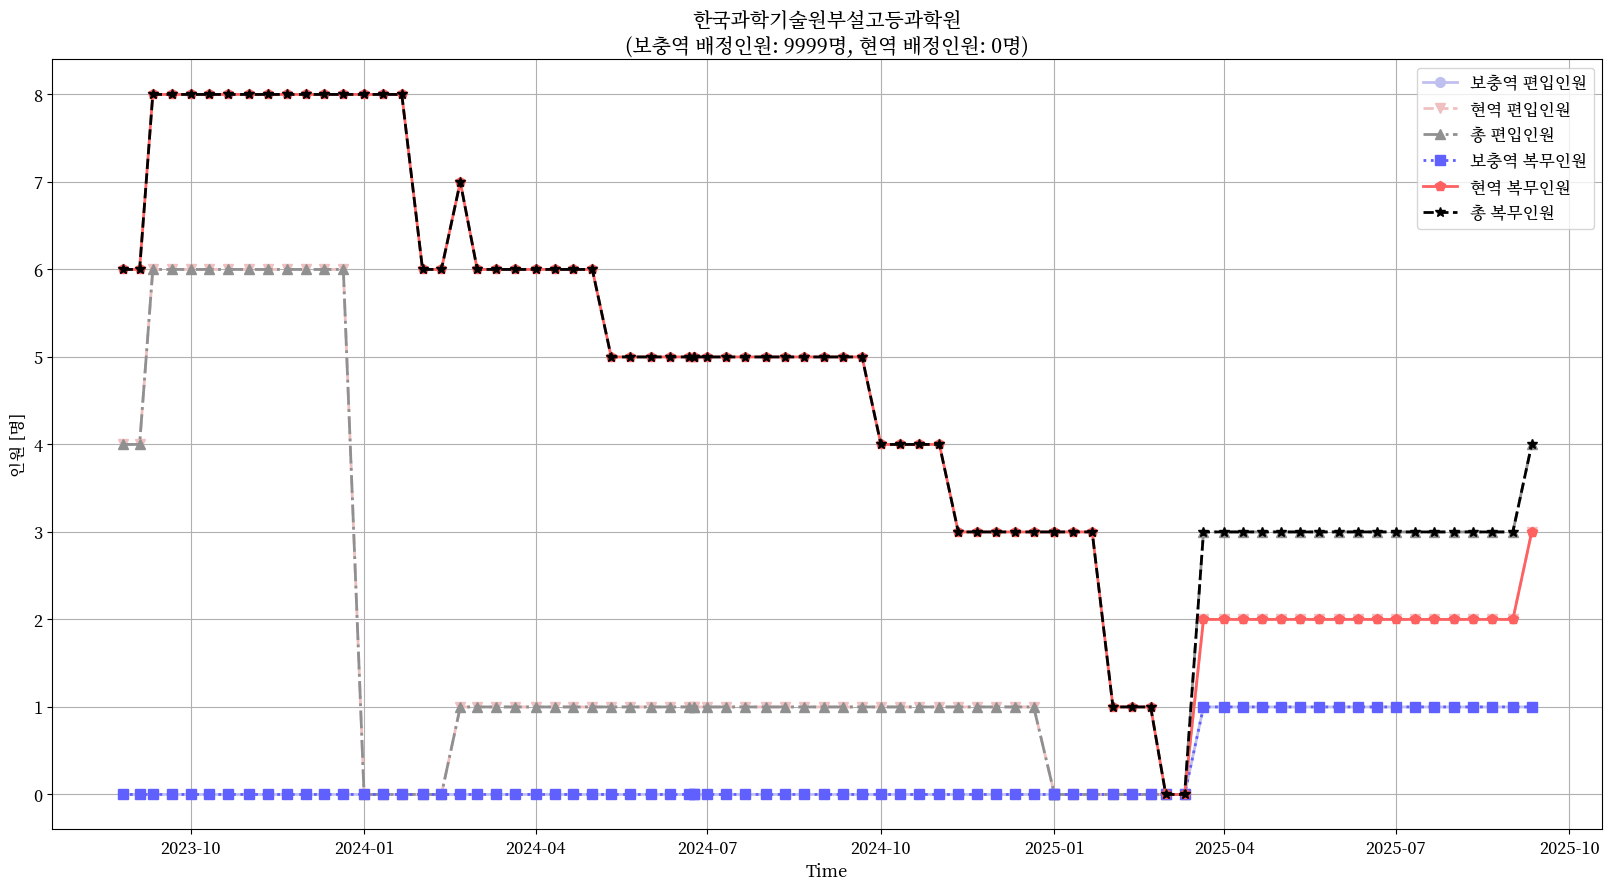 한국과학기술원부설고등과학원
(보충역 배정인원: 9999명, 현역 배정인원: 0명)
보충역 편입인원
현역 편입인원
총 편입인원
보충역 복무인원
현역 복무인원
총 복무인원
인원 [명]
8
7
6
5
4
3
2
1
0
2023-10
2024-01
2024-04
2024-07
2024-10
2025-01
2025-04
2025-07
2025-10
Time